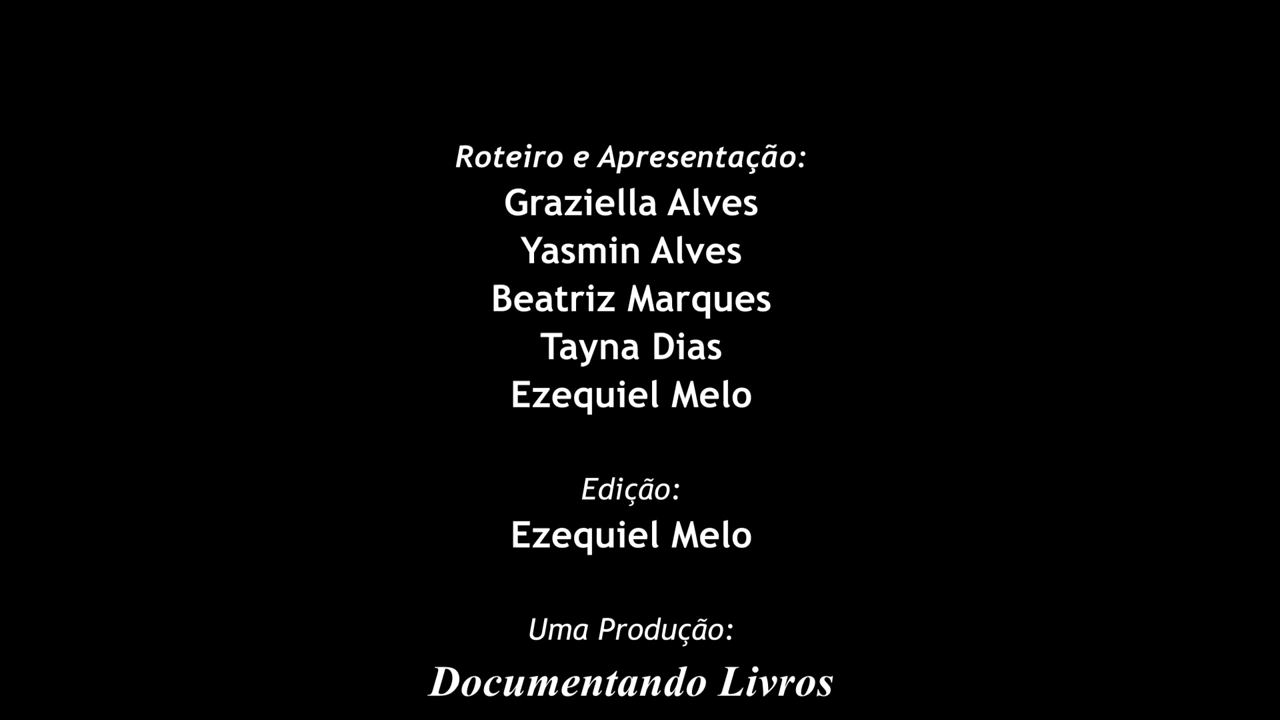 Roteiro e Apresentação:
Graziella Alves
Yasmin Alves
Beatriz Marques
Tayna Dias
Ezequiel Melo
Edição:
Ezequiel Melo
Uma Produção:
Documentando Livros